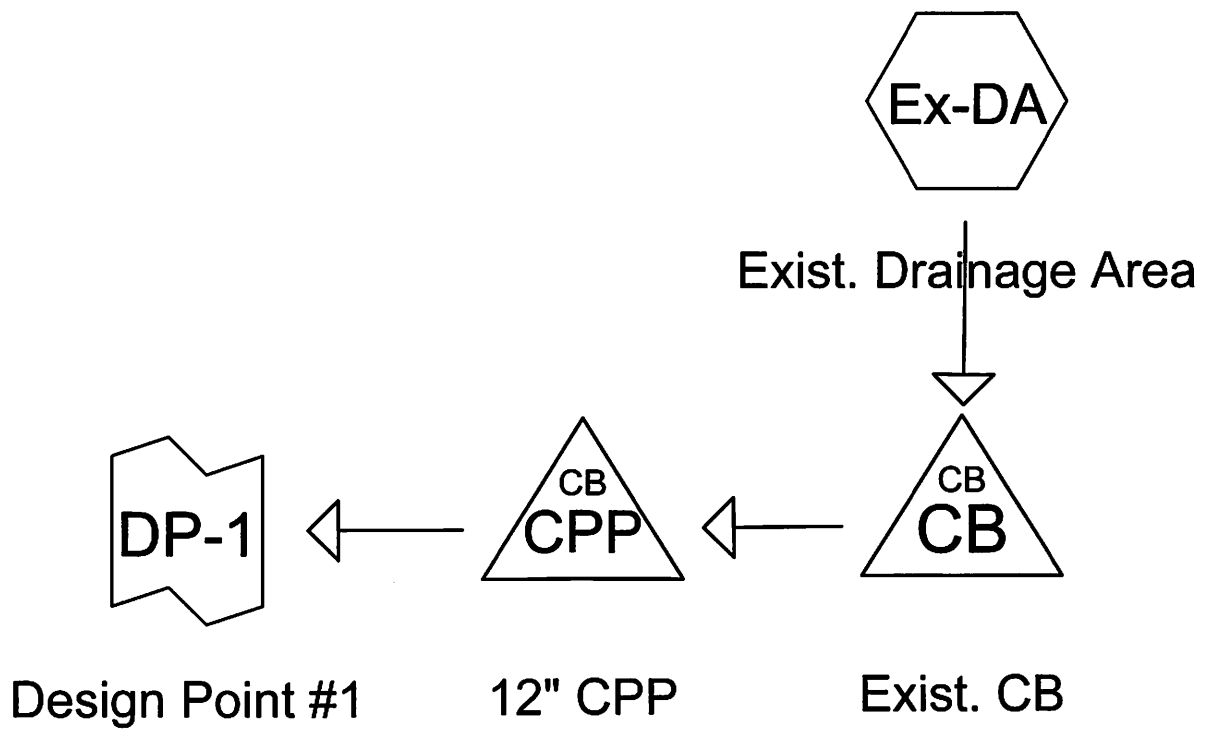 Ex-DA
Exist. Drainage Area
DP-1
CB
CPP
CB
CB
Design Point #1
12" CPP
Exist. CB